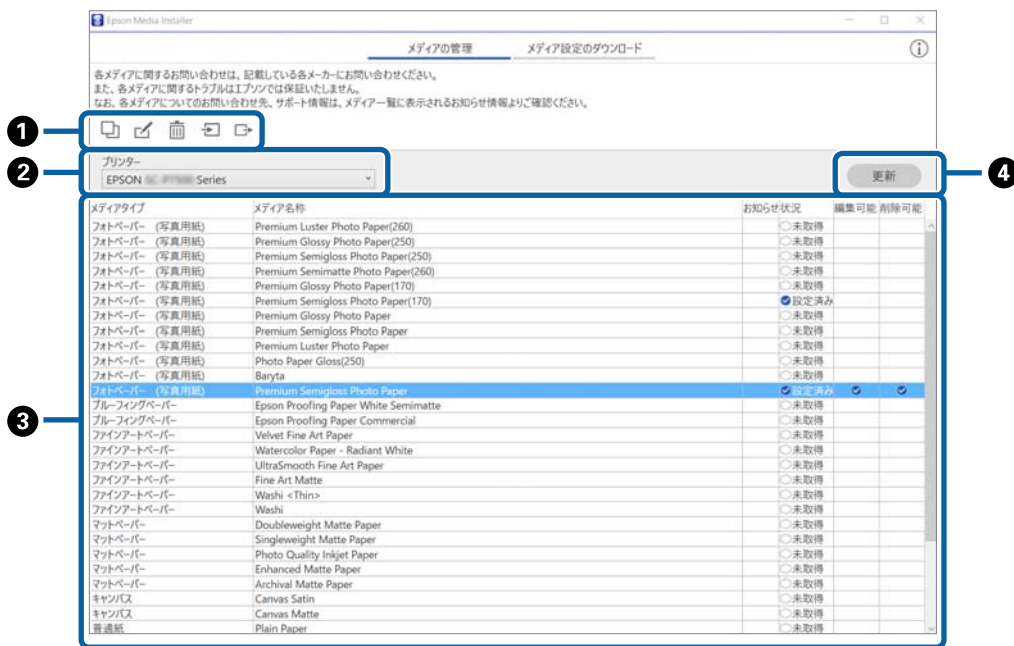 Epson Media Installer
メディアの管理 メディア設定のダウンロード
各メディアに関するお問い合わせは、記載している各メーカーにお問い合わせください。
また、各メディアに関するトラブルはエプソンでは保証いたしません。
なお、各メディアについてのお問い合わせ先、サポート情報は、メディア一覧に表示されるお知らせ情報よりご確認ください。
1
2
プリンター
EPSON Series
更新
4
メディアタイプ メディア名称 お知らせ 状況 編集可能 削除可能
フォトペーパー (写真用紙) Premium Luster Photo Paper(260) 未取得
フォトペーパー (写真用紙) Premium Glossy Photo Paper(250) 未取得
フォトペーパー (写真用紙) Premium Semigloss Photo Paper(250) 未取得
フォトペーパー (写真用紙) Premium Semimatte Photo Paper(260) 未取得
フォトペーパー (写真用紙) Premium Glossy Photo Paper(170) 未取得
フォトペーパー (写真用紙) Premium Semigloss Photo Paper(170) 設定済み
フォトペーパー (写真用紙) Premium Glossy Photo Paper 未取得
フォトペーパー (写真用紙) Premium Semigloss Photo Paper 未取得
フォトペーパー (写真用紙) Premium Luster Photo Paper 未取得
フォトペーパー (写真用紙) Photo Paper Gloss(250) 未取得
フォトペーパー (写真用紙) Baryta 未取得
フォトペーパー (写真用紙) Premium Semigloss Photo Paper 設定済み
3
プルーフィングペーパー Epson Proofing Paper White Semimatte 未取得
プルーフィングペーパー Epson Proofing Paper Commercial 未取得
ファインアートペーパー Velvet Fine Art Paper 未取得
ファインアートペーパー Watercolor Paper - Radiant White 未取得
ファインアートペーパー UltraSmooth Fine Art Paper 未取得
ファインアートペーパー Fine Art Matte 未取得
ファインアートペーパー Washi <Thin> 未取得
ファインアートペーパー Washi 未取得
マットペーパー Doubleweight Matte Paper 未取得
マットペーパー Singleweight Matte Paper 未取得
マットペーパー Photo Quality Inkjet Paper 未取得
マットペーパー Enhanced Matte Paper 未取得
マットペーパー Archival Matte Paper 未取得
キャンバス Canvas Satin 未取得
キャンバス Canvas Matte 未取得
普通紙 Plain Paper 未取得